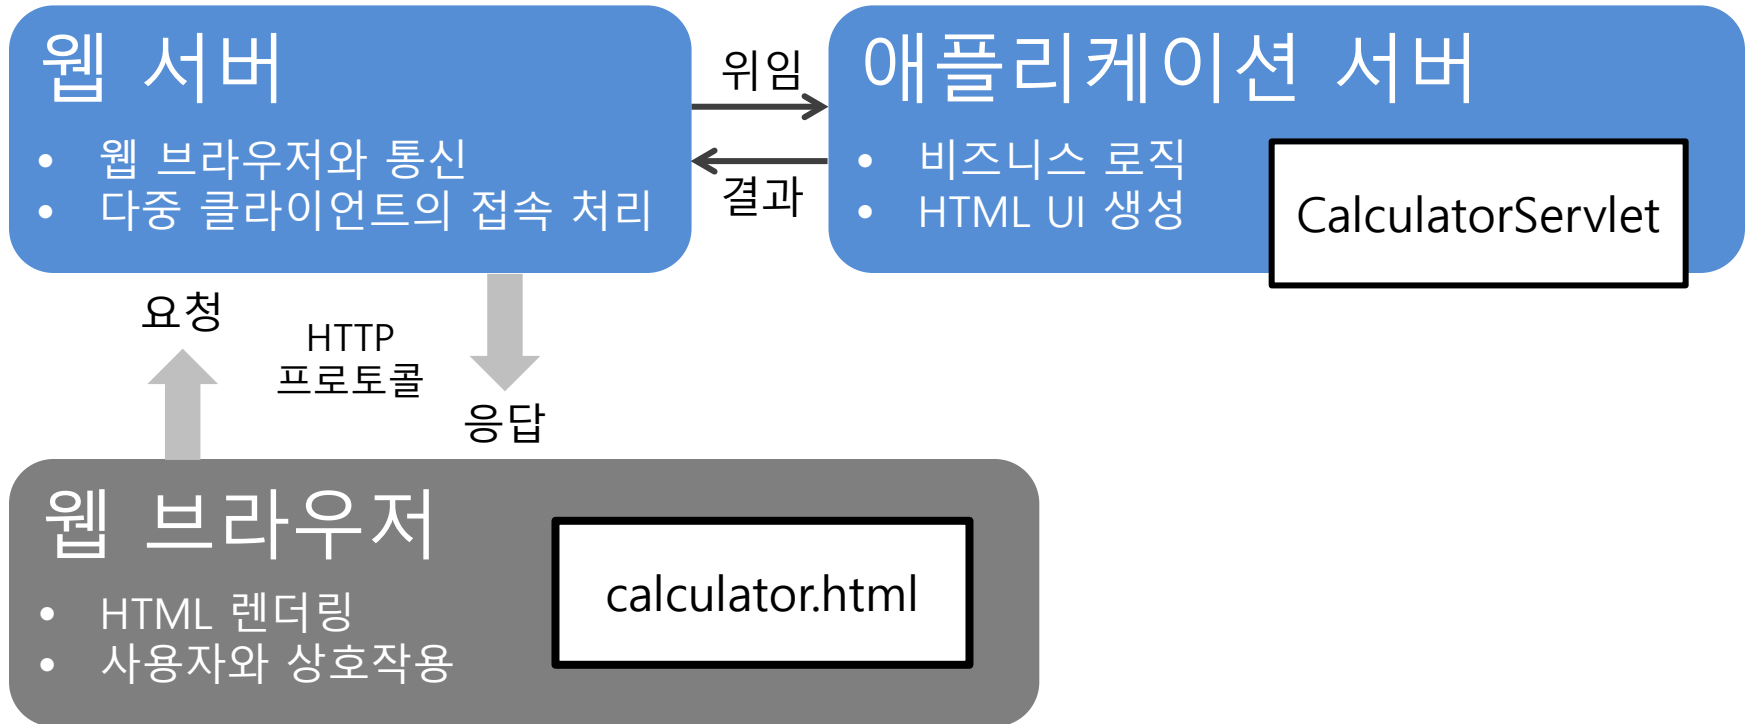 웹 서버
• 웹 브라우저와 통신
• 다중 클라이언트의 접속 처리
위임
결과
애플리케이션 서버
• 비즈니스 로직
• HTML UI 생성
CalculatorServlet
요청
HTTP
프로토콜
응답
웹 브라우저
• HTML 렌더링
• 사용자와 상호작용
calculator.html